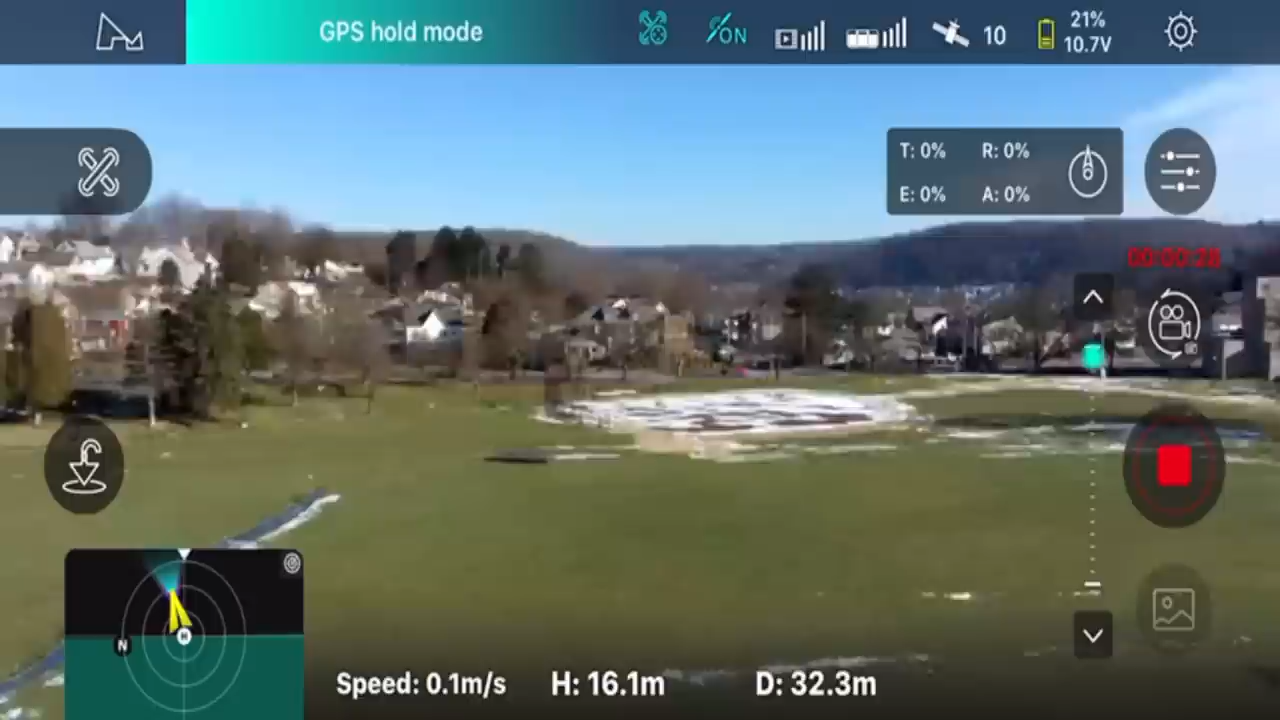 GPS hold mode
ON
10
21%
10.7V
T: 0% R: 0%
E: 0% A: 0%
00:00:28
N
H
Speed: 0.1m/s H: 16.1m D: 32.3m